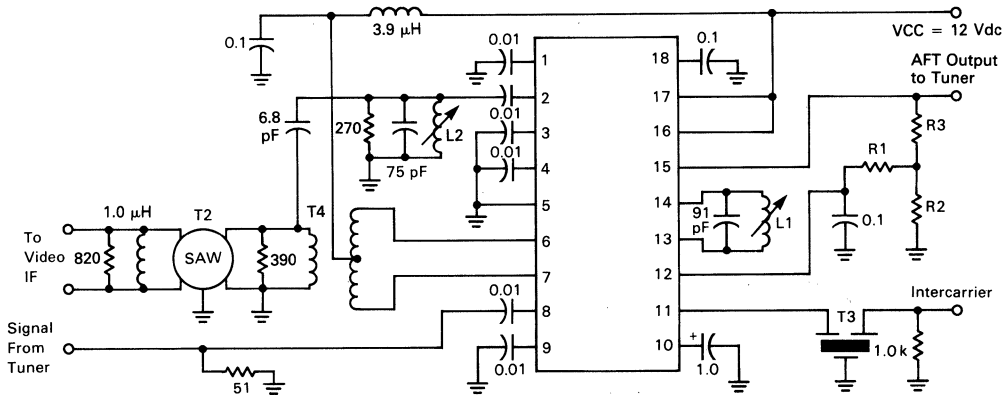 0.1
3.9 μH
VCC = 12 Vdc
AFT Output
to Tuner
0.01
1
18
0.1
2
17
6.8
pF
270
L2
75 pF
0.01
3
16
0.01
4
15
R1
R3
5
14
91
pF
L1
0.1
R2
1.0 μH
T2
T4
To
Video
IF
820
SAW
390
6
13
7
12
Signal
From
Tuner
0.01
8
11
T3
Intercarrier
51
9
0.01
10
+
1.0
1.0 k